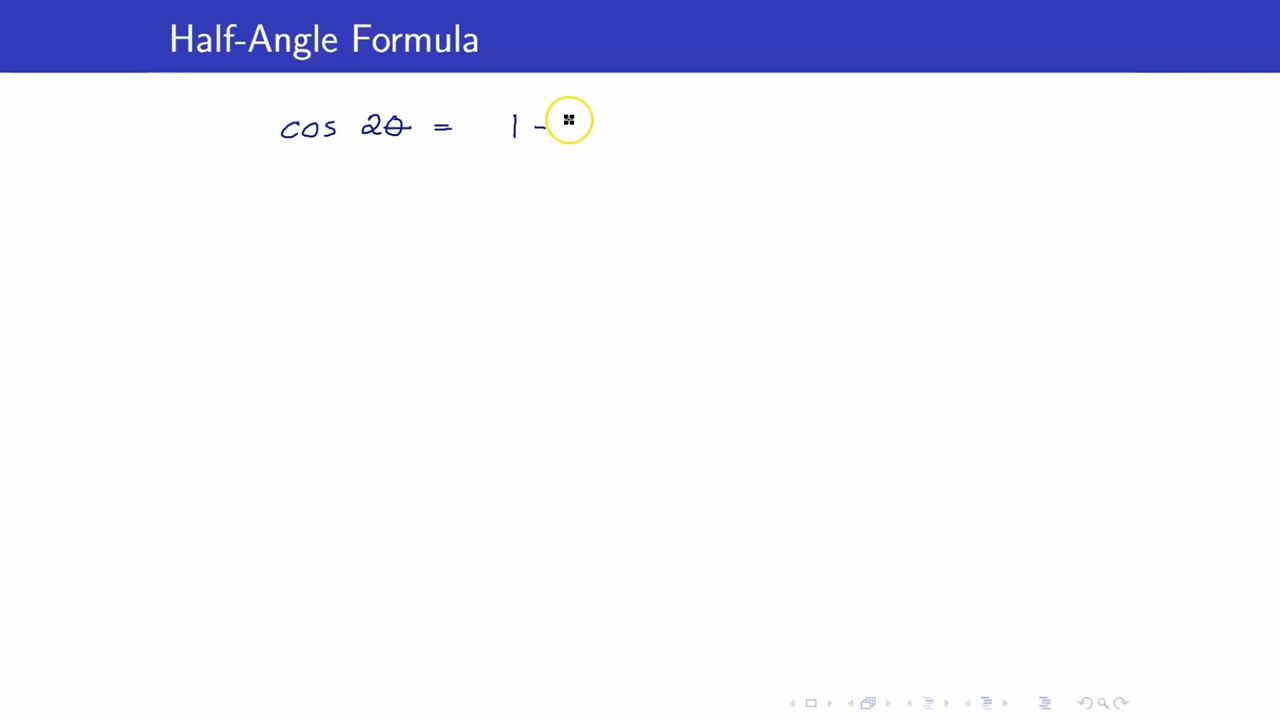 Half-Angle Formula
cos 2θ = 1 -